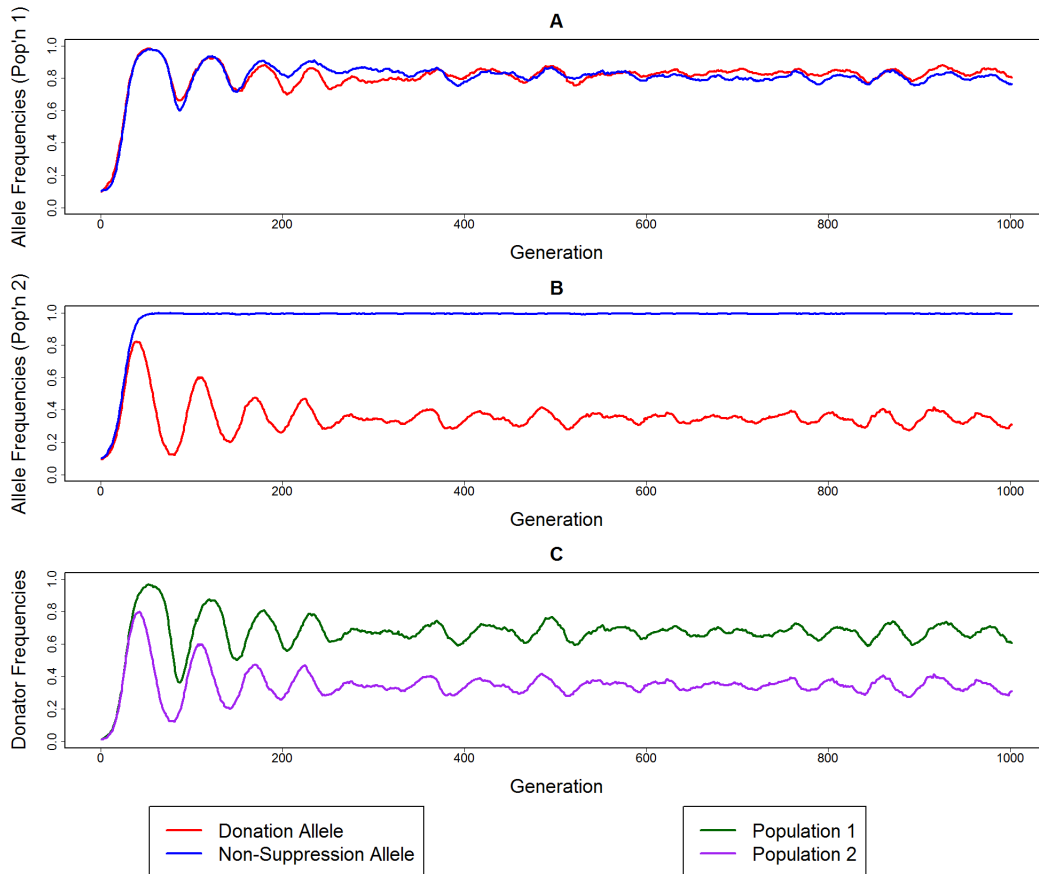 A
Allele Frequencies (Pop'n 1)
0.0 0.2 0.4 0.6 0.8 1.0
0 200 400 600 800 1000
Generation
B
Allele Frequencies (Pop'n 2)
0.0 0.2 0.4 0.6 0.8 1.0
0 200 400 600 800 1000
Generation
C
Donator Frequencies
0.0 0.2 0.4 0.6 0.8 1.0
0 200 400 600 800 1000
Generation
Donation Allele
Non-Suppression Allele
Population 1
Population 2